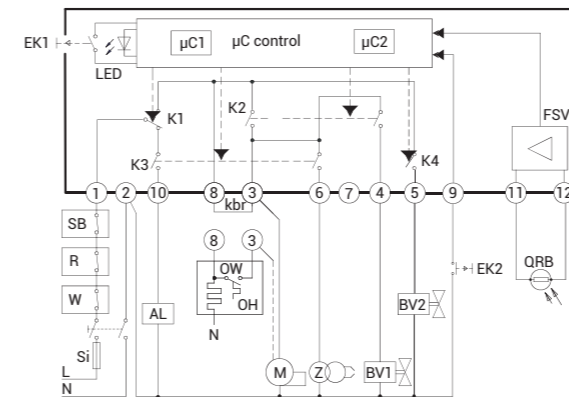 µC1 µC control µC2
EK1
LED
FSV
K1
K2
K3
K4
1 2 10 8 3 6 7 4 5 9 11 12
kbr
SB
8 3
R
OW
EK2
QRB
W
OH
AL
BV2
N
Si
L
M Z BV1
N